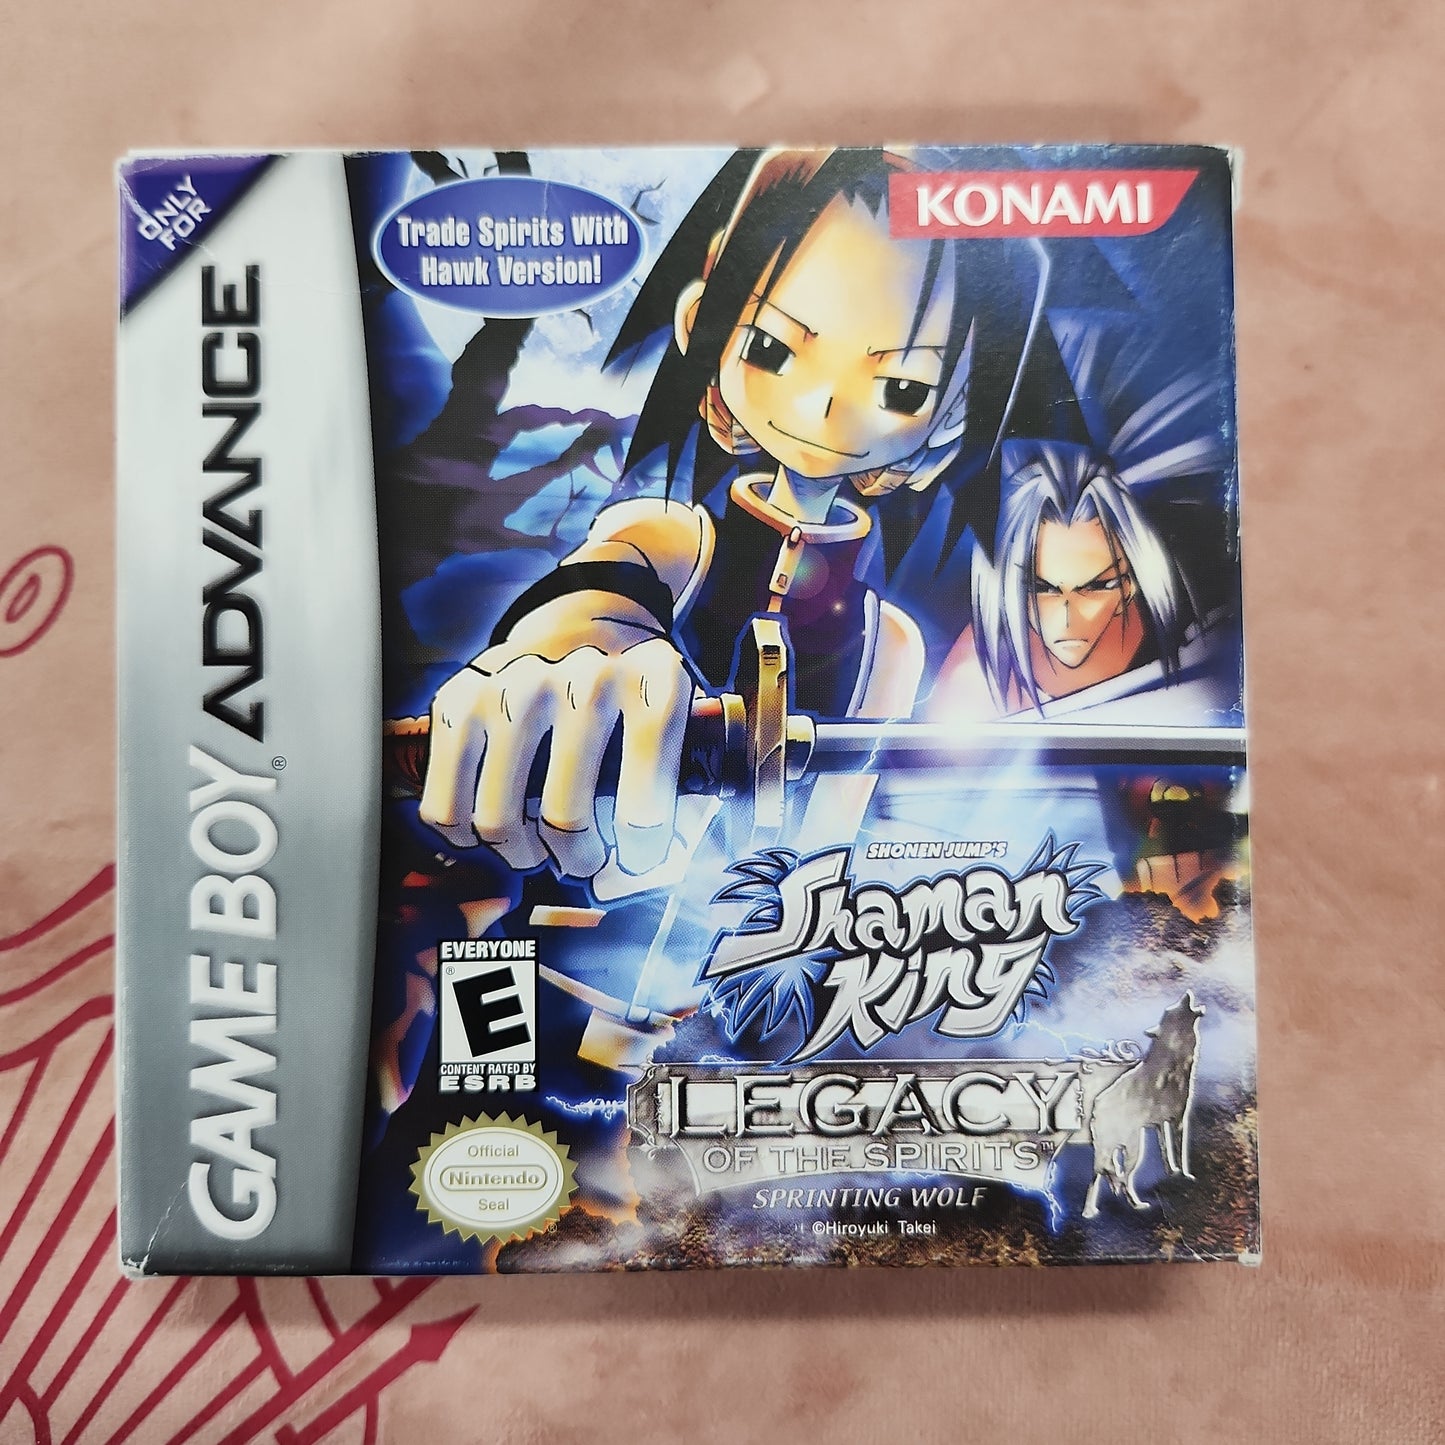 ONLY
FOR
GAME BOY ADVANCE
®
Trade Spirits With
Hawk Version!
KONAMI
SHONEN JUMP'S
Shaman
King
LEGACY
OF THE SPIRITS™
SPRINTING WOLF
©Hiroyuki Takei
EVERYONE
®
E
CONTENT RATED BY
ESRB
Official
Nintendo
Seal
®